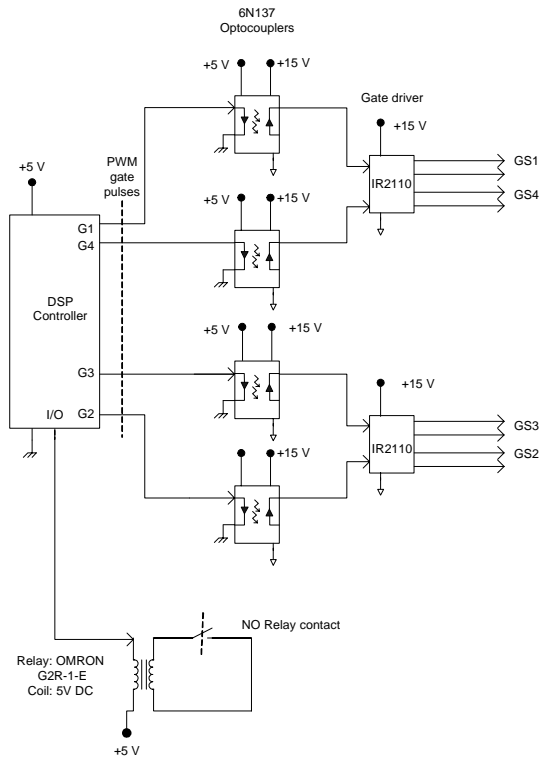 6N137
Optocouplers
+5 V
+15 V
Gate driver
+15 V
+5 V
PWM
gate
pulses
IR2110
GS1
GS4
+5 V
+15 V
G1
G4
DSP
Controller
+5 V
+15 V
G3
+15 V
I/O
G2
GS3
IR2110
GS2
+15 V
NO Relay contact
Relay: OMRON
G2R-1-E
Coil: 5V DC
+5 V